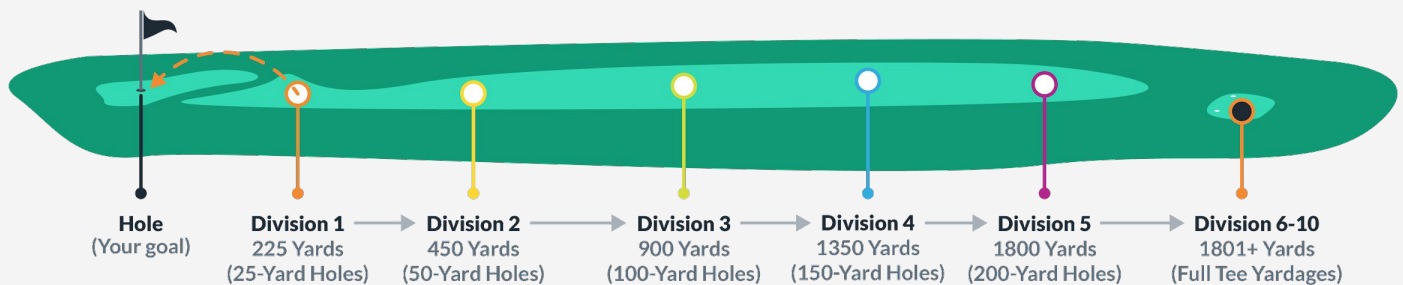 Hole
(Your goal)
Division 1
225 Yards
(25-Yard Holes)
Division 2
450 Yards
(50-Yard Holes)
Division 3
900 Yards
(100-Yard Holes)
Division 4
1350 Yards
(150-Yard Holes)
Division 5
1800 Yards
(200-Yard Holes)
Division 6-10
1801+ Yards
(Full Tee Yardages)